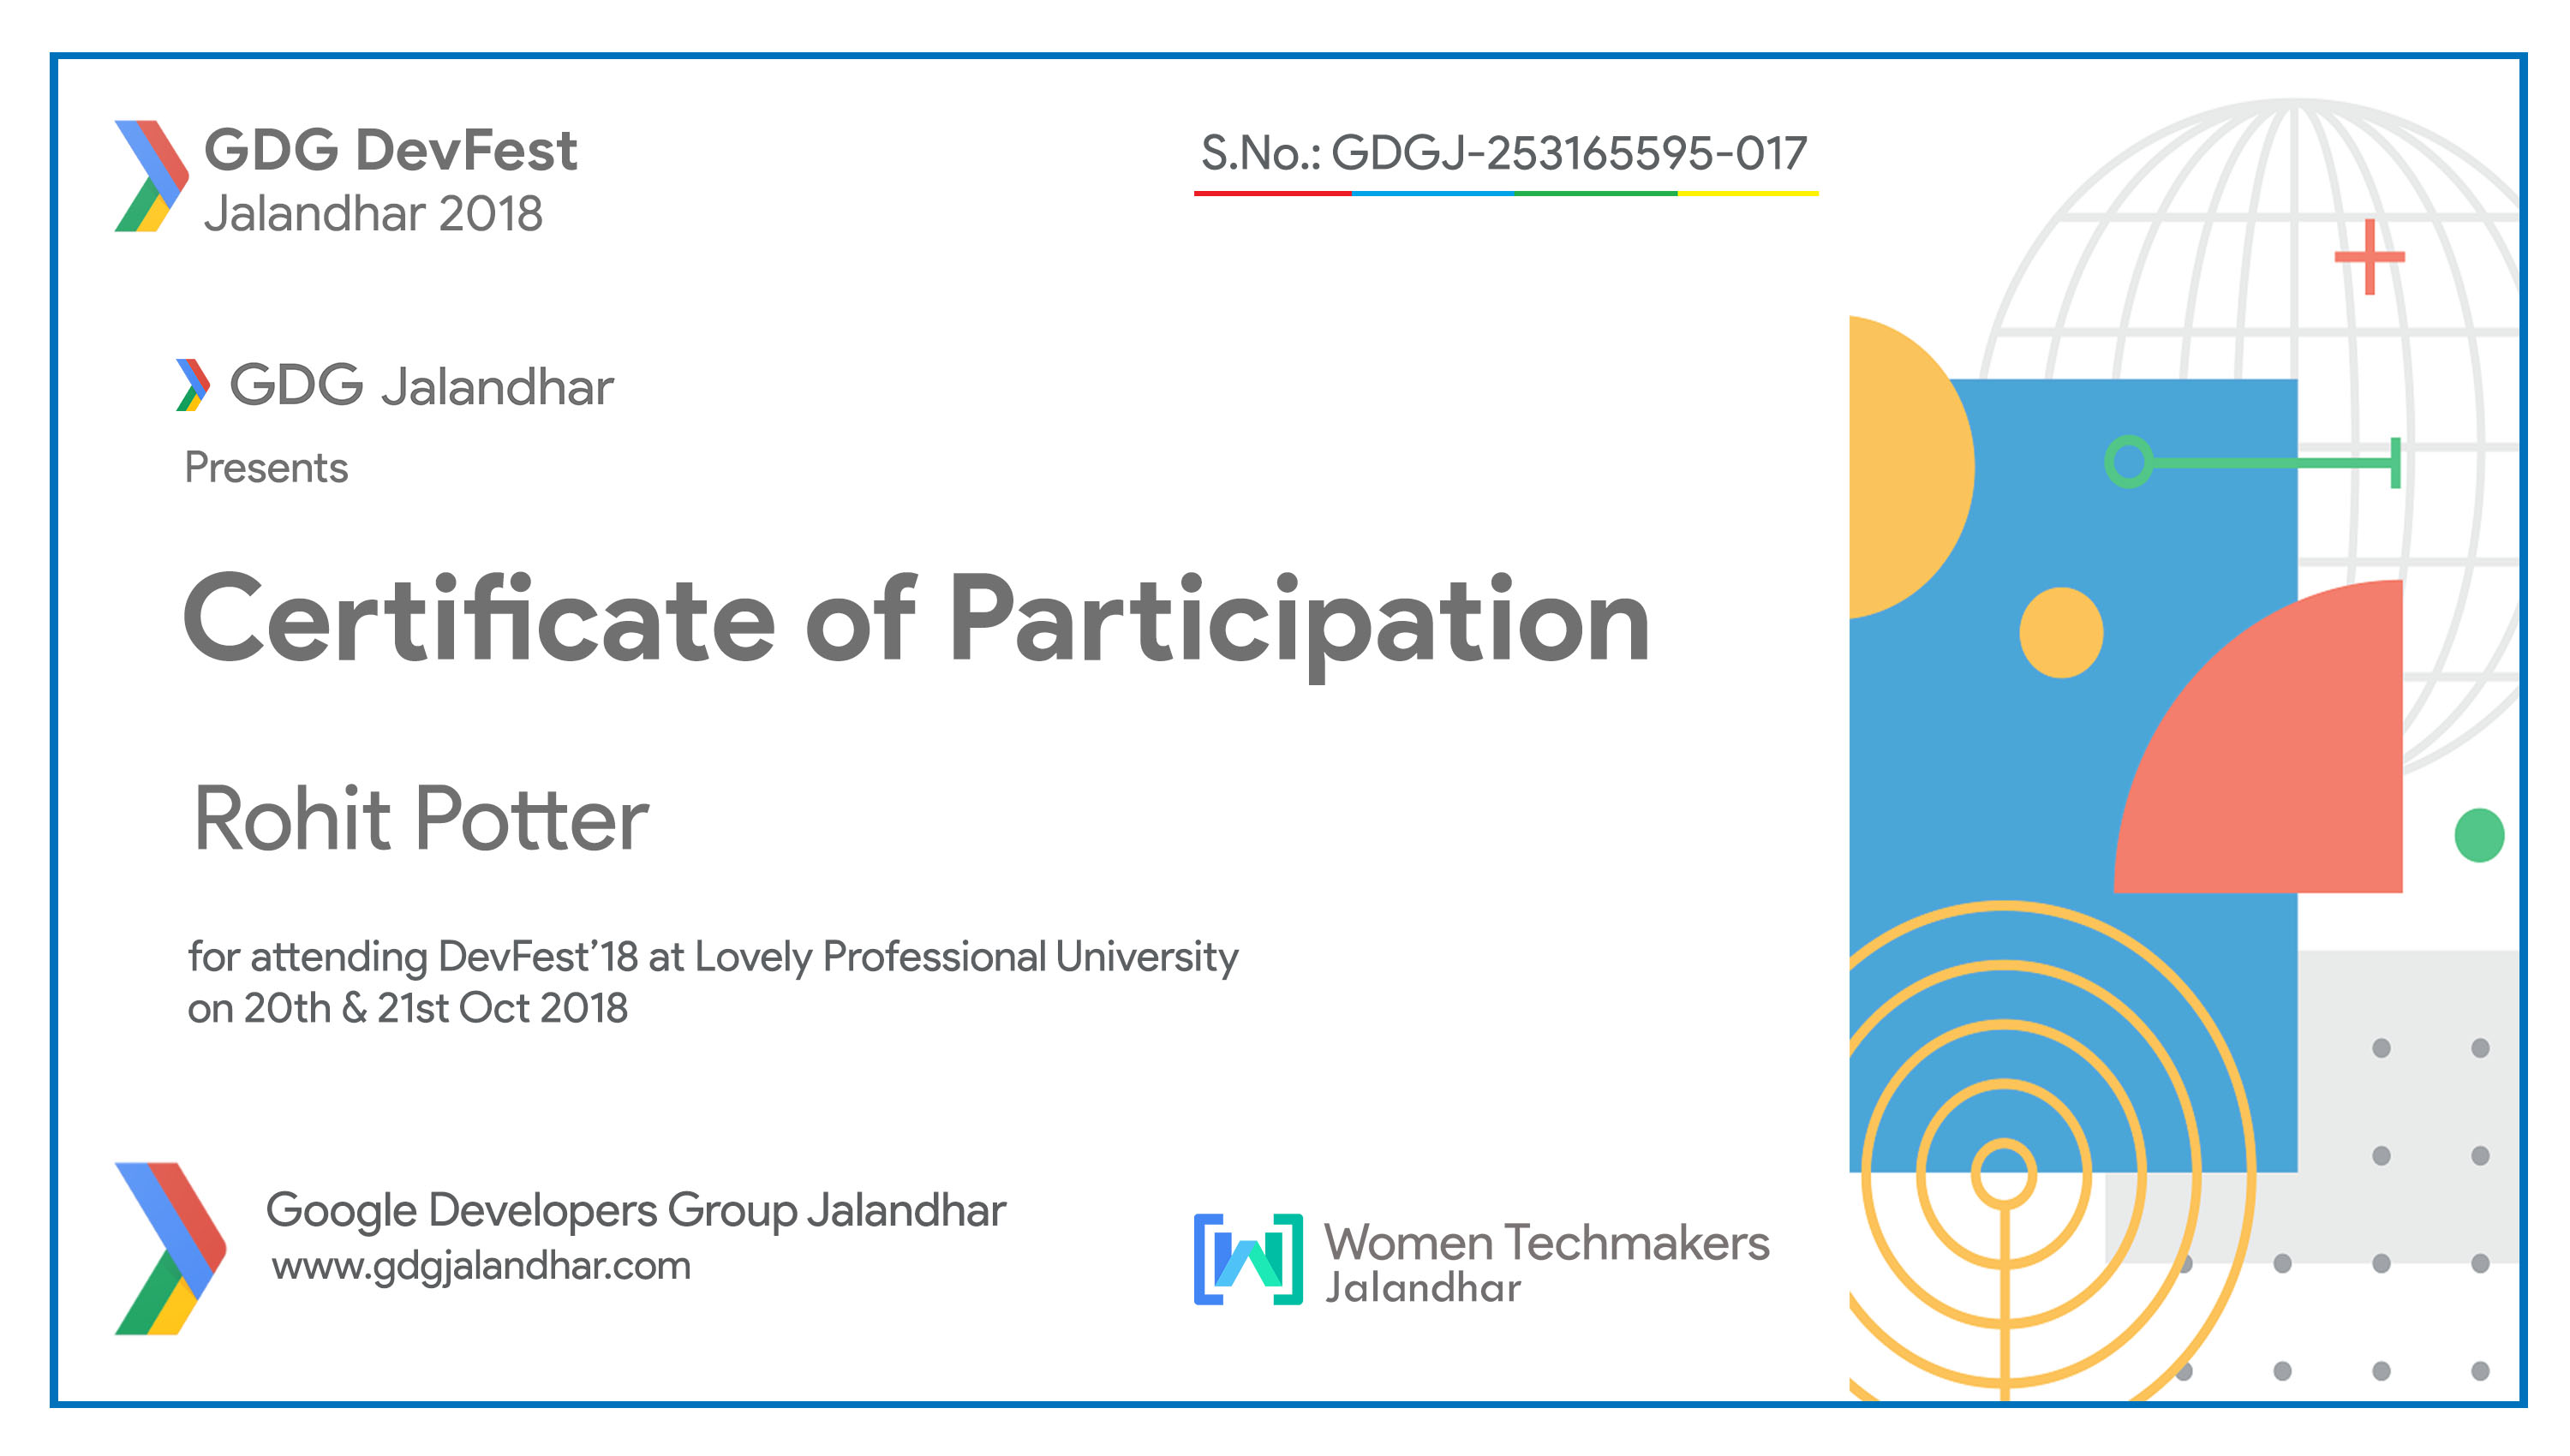 GDG DevFest
Jalandhar 2018
S.No.: GDGJ-253165595-017
GDG Jalandhar
Presents
Certificate of Participation
Rohit Potter
for attending DevFest’18 at Lovely Professional University
on 20th & 21st Oct 2018
Google Developers Group Jalandhar
www.gdgjalandhar.com
Women Techmakers
Jalandhar